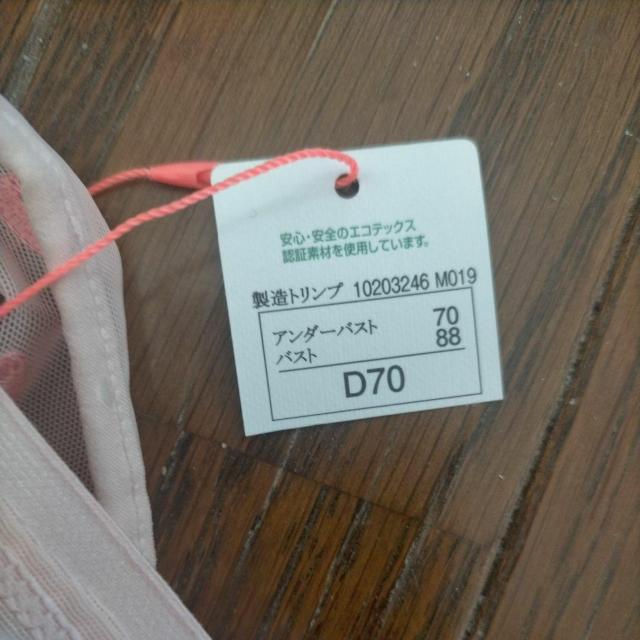 安心・安全のエコテックス
認証素材を使用しています。
製造トリンプ 10203246 M019
アンダーバスト 70
バスト 88
D70